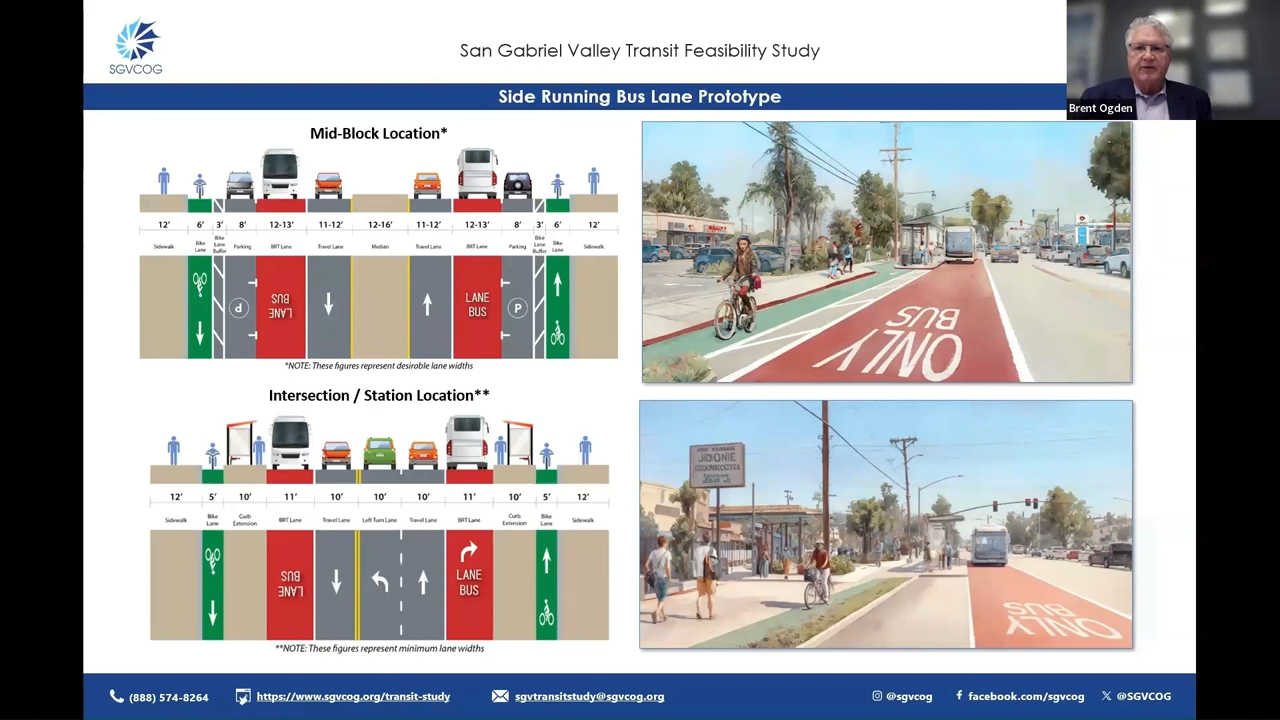 SGVCOG
San Gabriel Valley Transit Feasibility Study
Brent Ogden
Side Running Bus Lane Prototype
Mid-Block Location*
12’ 6’ 3’ 8’ 12-13’ 11-12’ 12-16’ 11-12’ 12-13’ 8’ 3’ 6’ 12’
Sidewalk Bike Lane Bike Lane Buffer Parking BRT Lane Travel Lane Median Travel Lane BRT Lane Parking Bike Lane Buffer Bike Lane Sidewalk
P
LANE
BUS
LANE
BUS
P
*NOTE: These figures represent desirable lane widths
ONLY
BUS
Intersection / Station Location**
12’ 5’ 10’ 11’ 10’ 10’ 10’ 11’ 10’ 5’ 12’
Sidewalk Bike Lane Curb Extension BRT Lane Travel Lane Left Turn Lane Travel Lane BRT Lane Curb Extension Bike Lane Sidewalk
LANE
BUS
LANE
BUS
**NOTE: These figures represent minimum lane widths
ONLY
BUS
(888) 574-8264
https://www.sgvcog.org/transit-study
sgvtransitstudy@sgvcog.org
@sgvcog
facebook.com/sgvcog
@SGVCOG